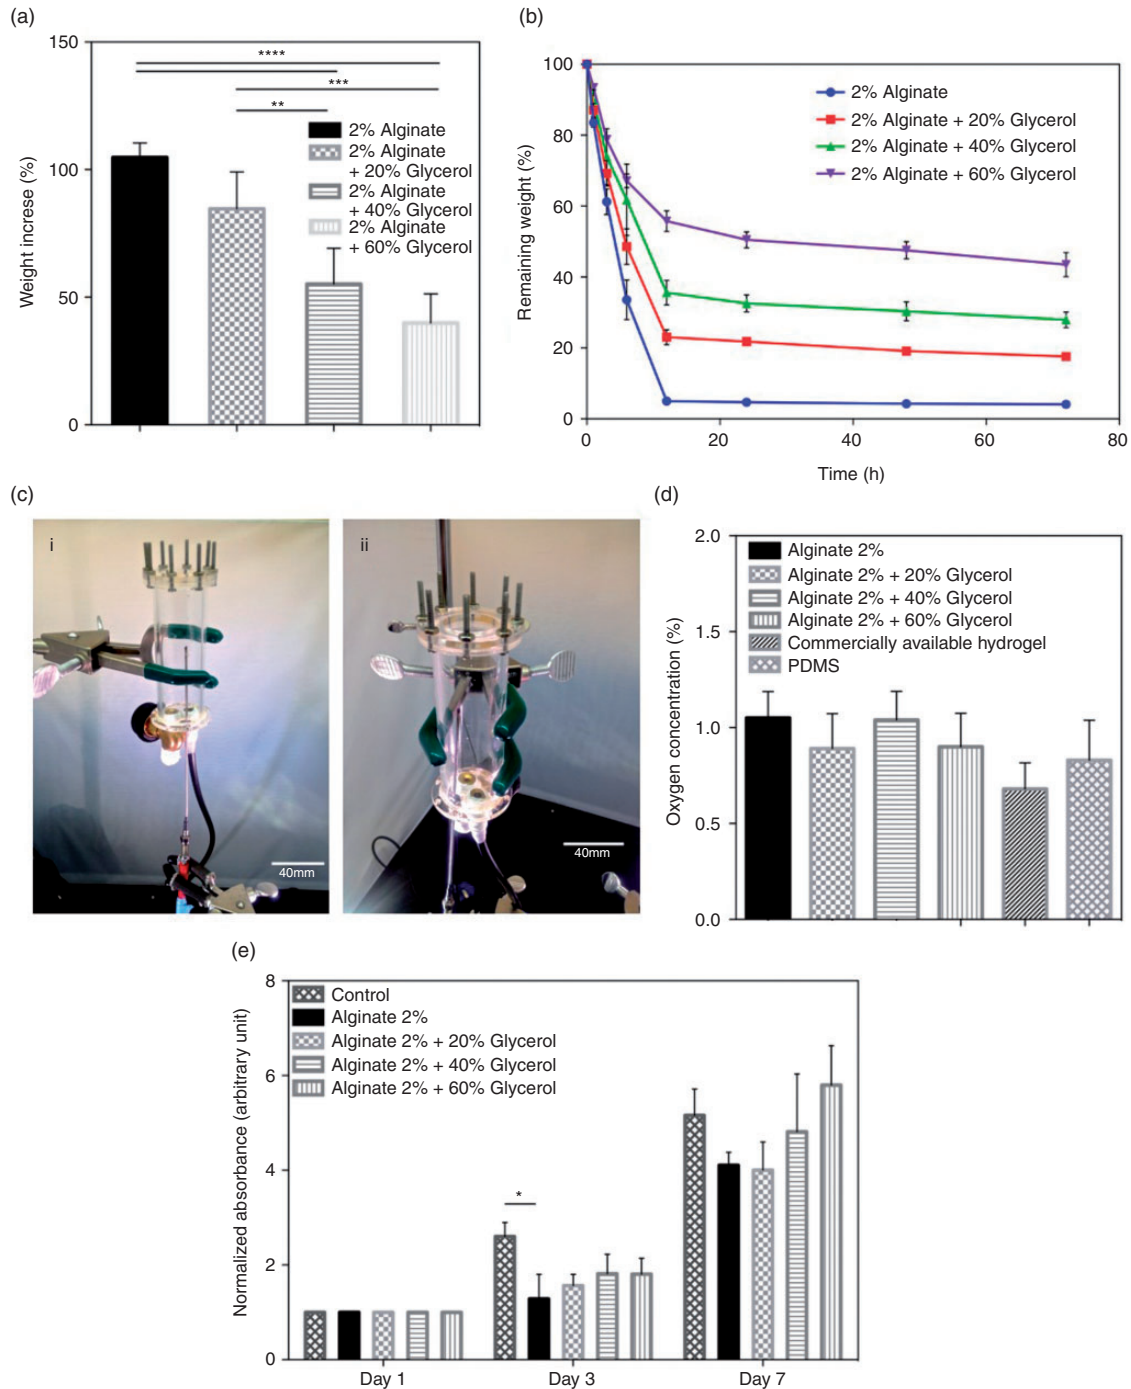 (a)
150
100
50
0
Weight increse (%)
****
***
**
2% Alginate
2% Alginate
+ 20% Glycerol
2% Alginate
+ 40% Glycerol
2% Alginate
+ 60% Glycerol
(b)
100
80
60
40
20
0
Remaining weight (%)
0 20 40 60 80
Time (h)
2% Alginate
2% Alginate + 20% Glycerol
2% Alginate + 40% Glycerol
2% Alginate + 60% Glycerol
(c)
i
40mm
ii
40mm
(d)
2.0
1.5
1.0
0.5
0.0
Oxygen concentration (%)
Alginate 2%
Alginate 2% + 20% Glycerol
Alginate 2% + 40% Glycerol
Alginate 2% + 60% Glycerol
Commercially available hydrogel
PDMS
(e)
8
6
4
2
0
Normalized absorbance (arbitrary unit)
Control
Alginate 2%
Alginate 2% + 20% Glycerol
Alginate 2% + 40% Glycerol
Alginate 2% + 60% Glycerol
*
Day 1 Day 3 Day 7